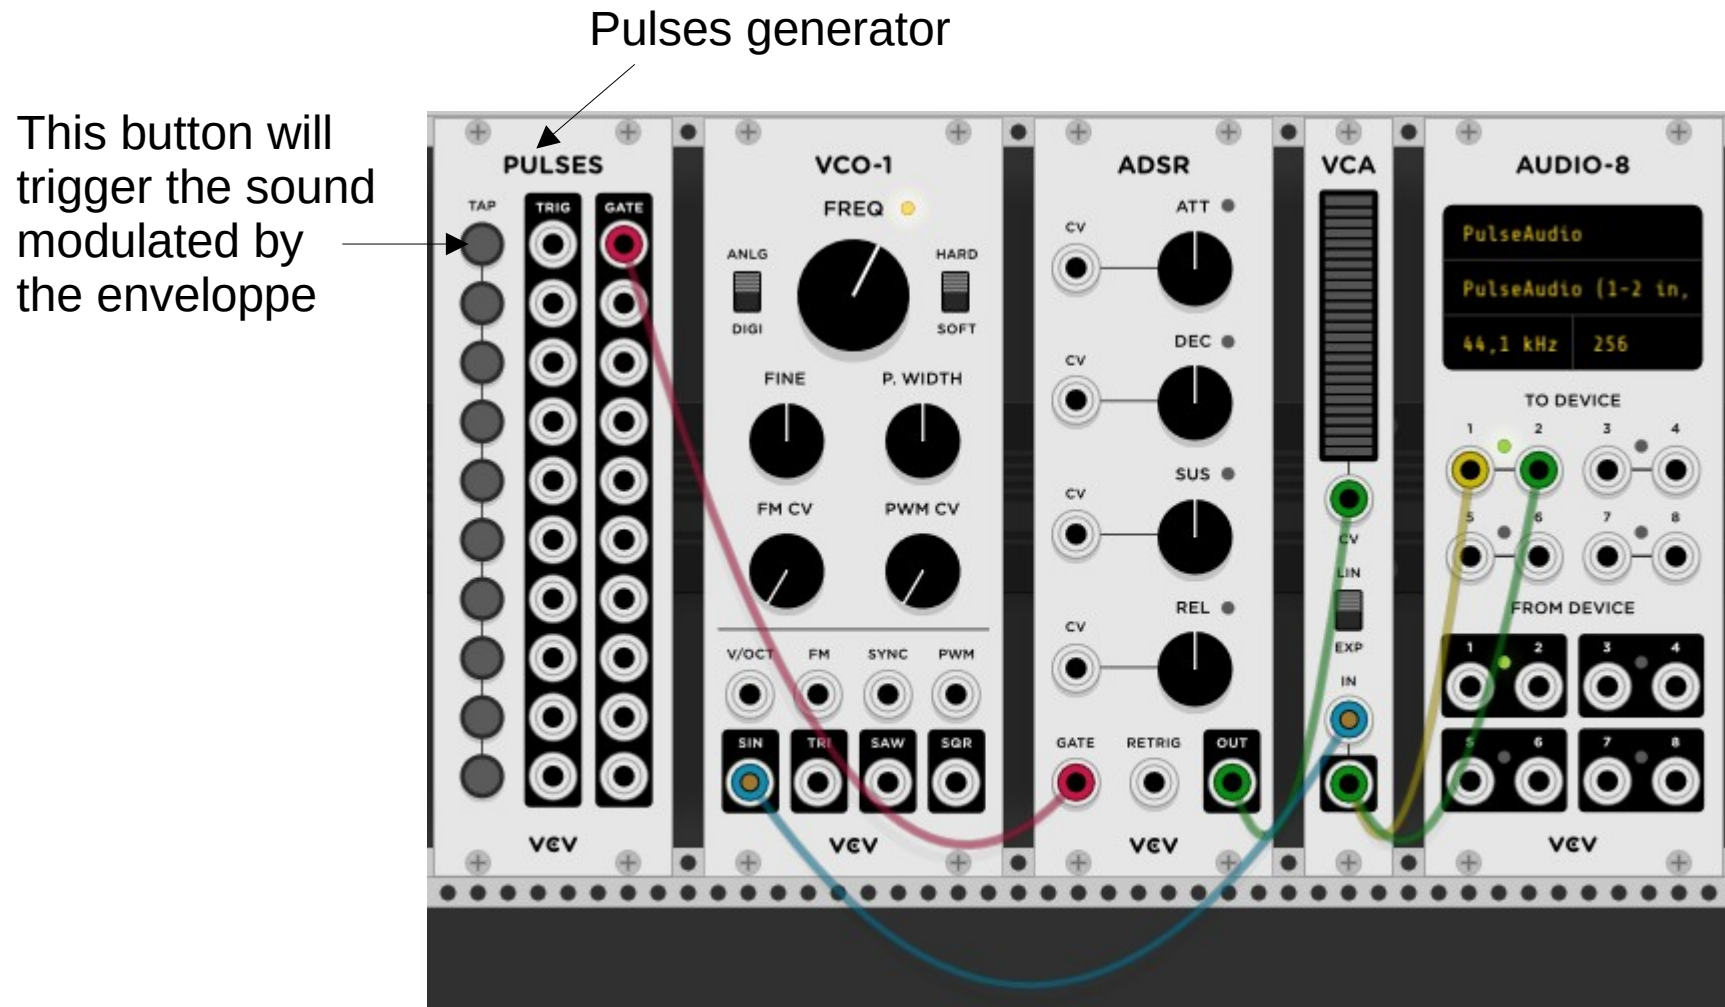 Pulses generator
This button will
trigger the sound
modulated by
the enveloppe
PULSES
TAP TRIG GATE
VCV
VCO-1
FREQ
ANLG HARD
DIGI SOFT
FINE P. WIDTH
FM CV PWM CV
V/OCT FM SYNC PWM
SIN TRI SAW SQR
VCV
ADSR
ATT
CV
DEC
CV
SUS
CV
REL
CV
GATE RETRIG OUT
VCV
VCA
CV
LIN
EXP
IN
AUDIO-8
PulseAudio
PulseAudio (1-2 in,
44,1 kHz 256
TO DEVICE
1 2 3 4
5 6 7 8
FROM DEVICE
1 2 3 4
5 6 7 8
VCV